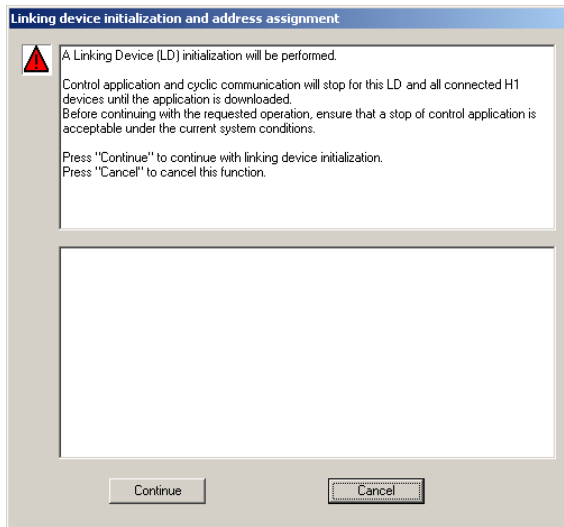 Linking device initialization and address assignment
A Linking Device (LD) initialization will be performed.
Control application and cyclic communication will stop for this LD and all connected H1
devices until the application is downloaded.
Before continuing with the requested operation, ensure that a stop of control application is
acceptable under the current system conditions.
Press "Continue" to continue with linking device initialization.
Press "Cancel" to cancel this function.
Continue
Cancel